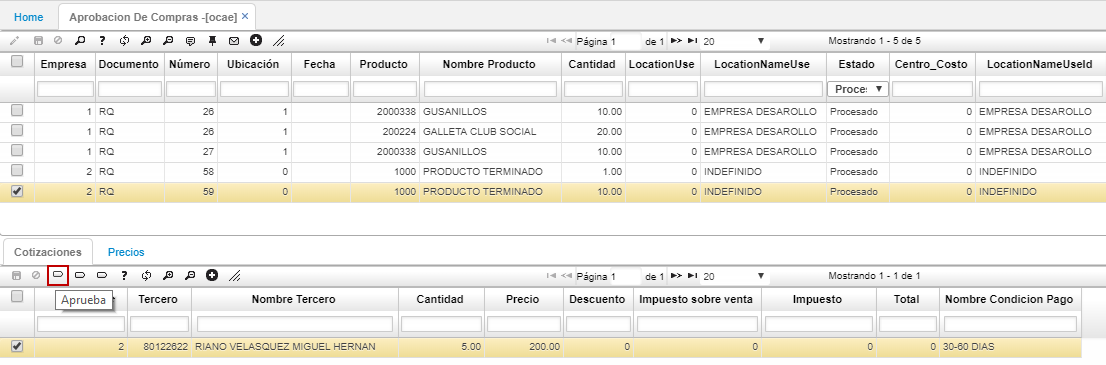 Home Aprobacion De Compras -[ocae] ×
Página 1 de 1 20 Mostrando 1 - 5 de 5
Empresa Documento Número Ubicación Fecha Producto Nombre Producto Cantidad LocationUse LocationNameUse Estado Centro_Costo LocationNameUseId
Proce:
1 RQ 26 1 2000338 GUSANILLOS 10.00 0 EMPRESA DESAROLLO Procesado 0 EMPRESA DESAROLLO
1 RQ 26 1 200224 GALLETA CLUB SOCIAL 20.00 0 EMPRESA DESAROLLO Procesado 0 EMPRESA DESAROLLO
1 RQ 27 1 2000338 GUSANILLOS 10.00 0 EMPRESA DESAROLLO Procesado 0 EMPRESA DESAROLLO
2 RQ 58 0 1000 PRODUCTO TERMINADO 1.00 0 INDEFINIDO Procesado 0 INDEFINIDO
2 RQ 59 0 1000 PRODUCTO TERMINADO 10.00 0 INDEFINIDO Procesado 0 INDEFINIDO
Cotizaciones Precios
Página 1 de 1 20 Mostrando 1 - 1 de 1
Aprueba Tercero Nombre Tercero Cantidad Precio Descuento Impuesto sobre venta Impuesto Total Nombre Condicion Pago
2 80122622 RIANO VELASQUEZ MIGUEL HERNAN 5.00 200.00 0 0 0 0 30-60 DIAS